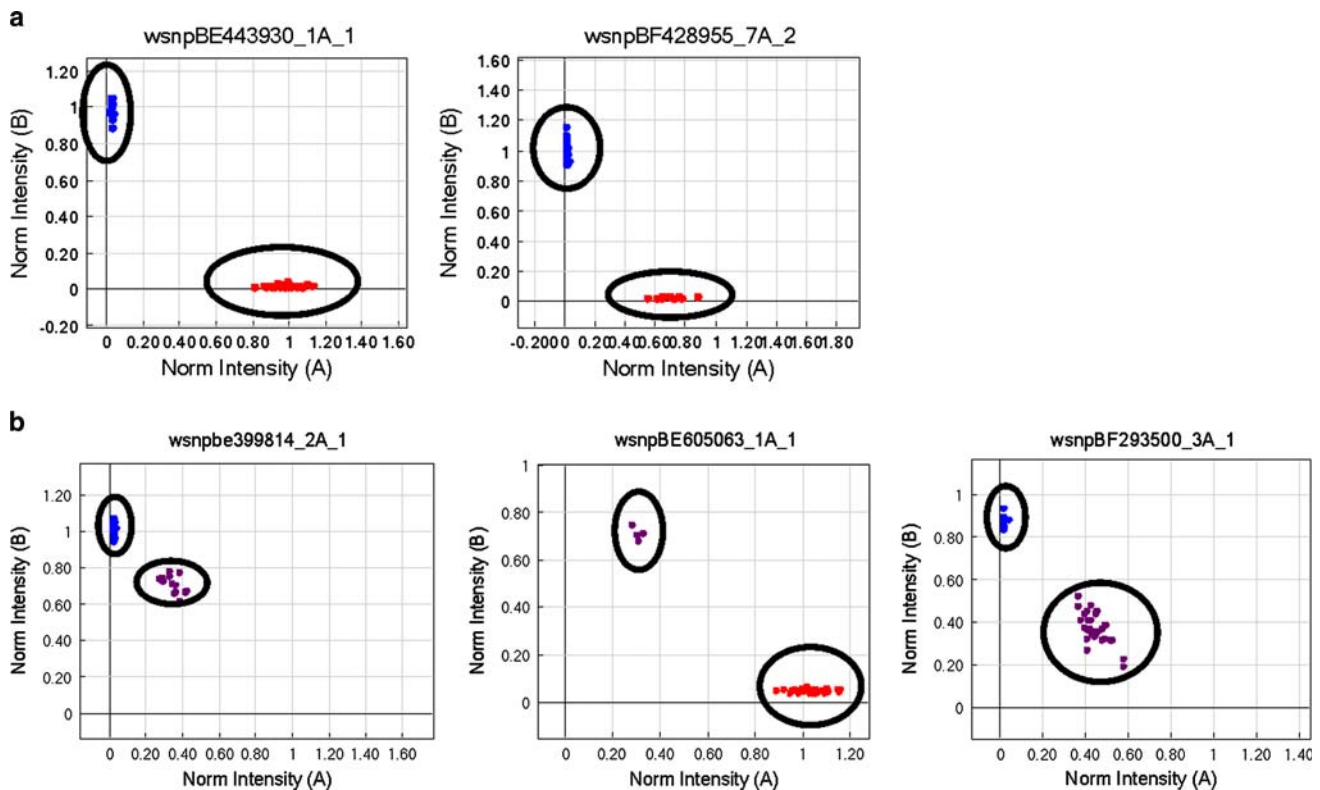 a
wsnpBE443930_1A_1
Norm Intensity (B)
1.20
1
0.80
0.60
0.40
0.20
0
-0.20
0 0.20 0.40 0.60 0.80 1 1.20 1.40 1.60
Norm Intensity (A)
wsnpBF428955_7A_2
Norm Intensity (B)
1.60
1.40
1.20
1
0.80
0.60
0.40
0.20
0
-0.200 0 0.200.40 0.60 0.80 1 1.20 1.401.601.80
Norm Intensity (A)
b
wsnpbe399814_2A_1
Norm Intensity (B)
1.20
1
0.80
0.60
0.40
0.20
0
0 0.20 0.40 0.60 0.80 1 1.20 1.40 1.60
Norm Intensity (A)
wsnpBE605063_1A_1
Norm Intensity (B)
1
0.80
0.60
0.40
0.20
0
0 0.20 0.40 0.60 0.80 1 1.20
Norm Intensity (A)
wsnpBF293500_3A_1
Norm Intensity (B)
1
0.80
0.60
0.40
0.20
0
0 0.20 0.40 0.60 0.80 1 1.20 1.40
Norm Intensity (A)